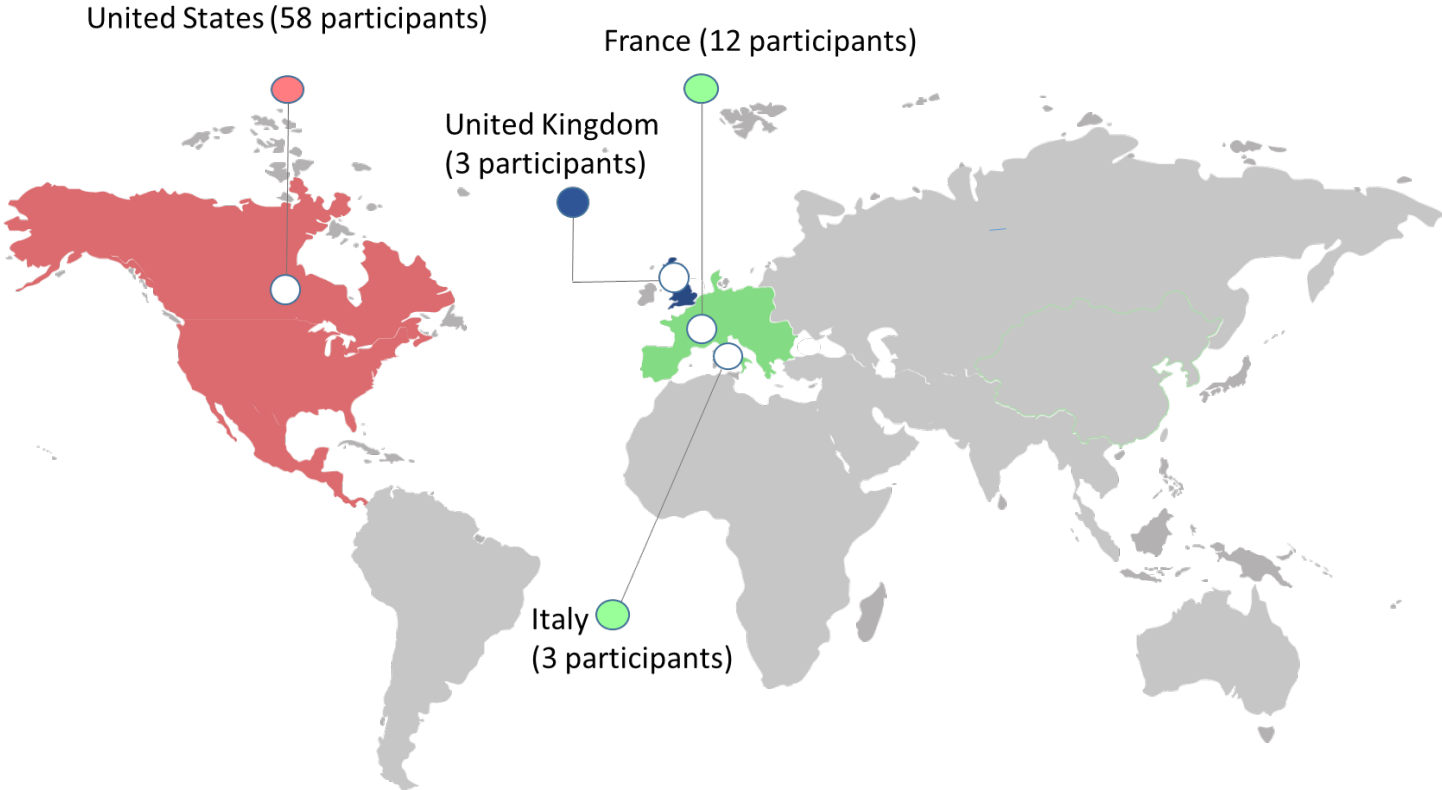 United States (58 participants)
France (12 participants)
United Kingdom
(3 participants)
Italy
(3 participants)